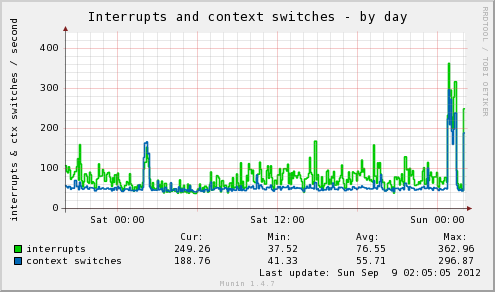 Interrupts and context switches - by day
RRDTOOL / TOBI OETIKER
interrupts & ctx switches / second
400
300
200
100
0
Sat 00:00 Sat 12:00 Sun 00:00
Cur: Min: Avg: Max:
interrupts 249.26 37.52 76.55 362.96
context switches 188.76 41.33 55.71 296.87
Last update: Sun Sep 9 02:05:05 2012
Munin 1.4.7